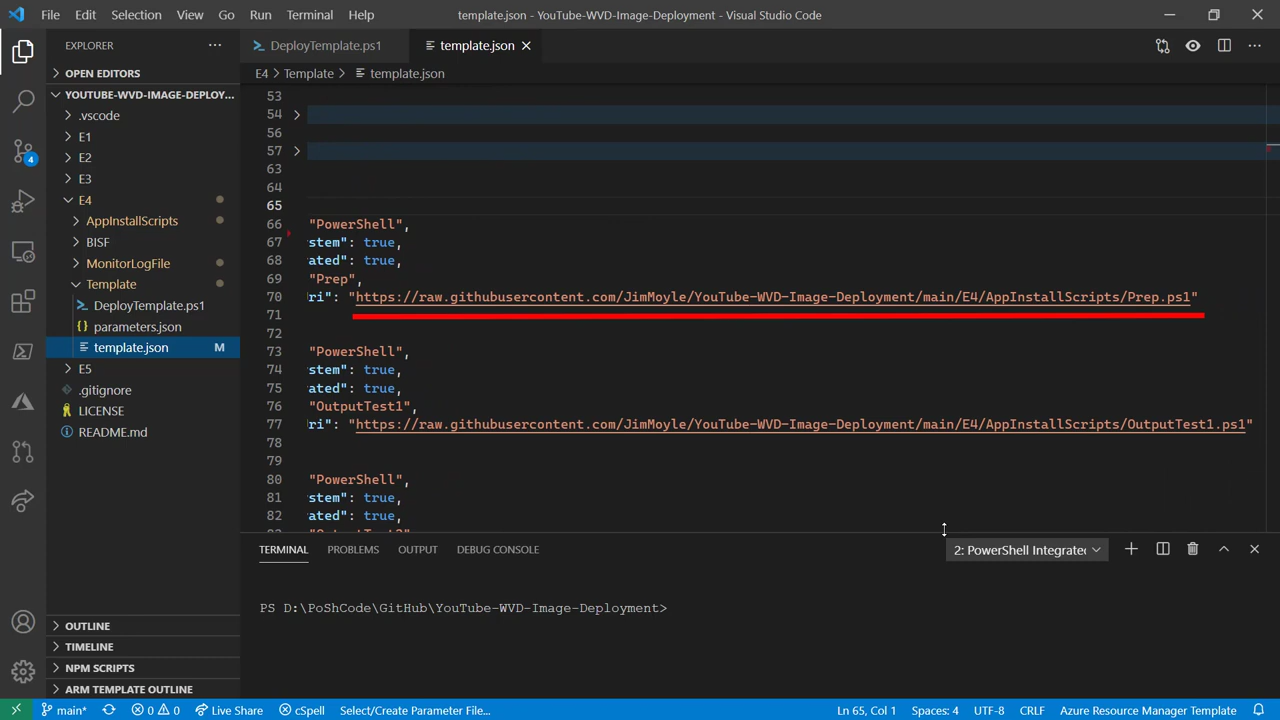 File Edit Selection View Go Run Terminal Help template.json - YouTube-WVD-Image-Deployment - Visual Studio Code
EXPLORER
DeployTemplate.ps1 template.json
OPEN EDITORS
E4 > Template > template.json
YOUTUBE-WVD-IMAGE-DEPLOY...
.vscode
E1
E2
E3
E4
AppInstallScripts
BISF
MonitorLogFile
Template
DeployTemplate.ps1
parameters.json
template.json M
E5
.gitignore
LICENSE
README.md
4
OUTLINE
TIMELINE
NPM SCRIPTS
ARM TEMPLATE OUTLINE
53
54
56
57
63
64
65
66 "PowerShell",
67 stem": true,
68 ated": true,
69 "Prep",
70 ri": "https://raw.githubusercontent.com/JimMoyle/YouTube-WVD-Image-Deployment/main/E4/AppInstallScripts/Prep.ps1"
71
72
73 "PowerShell",
74 stem": true,
75 ated": true,
76 "OutputTest1",
77 ri": "https://raw.githubusercontent.com/JimMoyle/YouTube-WVD-Image-Deployment/main/E4/AppInstallScripts/OutputTest1.ps1"
78
79
80 "PowerShell",
81 stem": true,
82 ated": true,
TERMINAL PROBLEMS OUTPUT DEBUG CONSOLE 2: PowerShell Integrated
PS D:\PoShCode\GitHub\YouTube-WVD-Image-Deployment>
main* 0 0 Live Share cSpell Select/Create Parameter File... Ln 65, Col 1 Spaces: 4 UTF-8 CRLF Azure Resource Manager Template